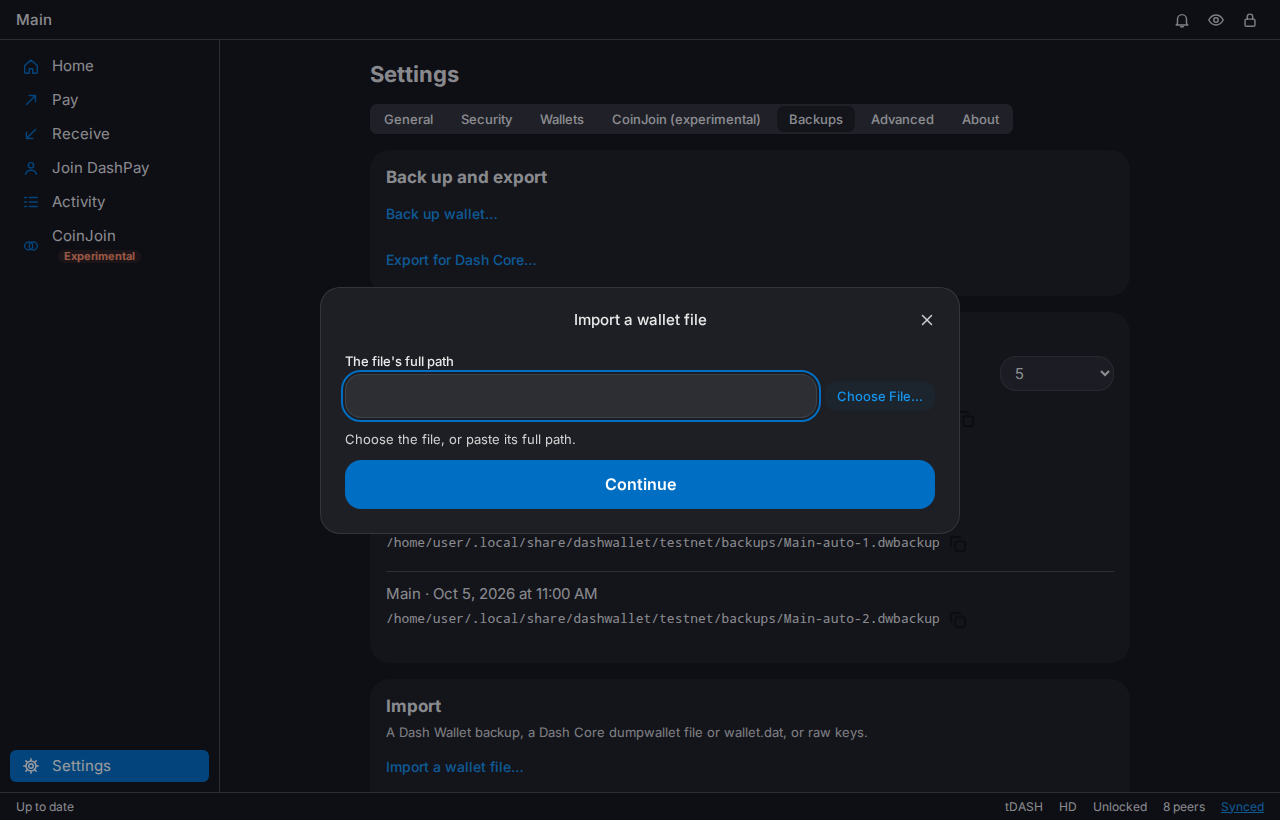 Main
Home
Pay
Receive
Join DashPay
Activity
CoinJoin
Experimental
Settings
Settings
General Security Wallets CoinJoin (experimental) Backups Advanced About
Back up and export
Back up wallet...
Export for Dash Core...
Import a wallet file
The file's full path
Choose File...
Choose the file, or paste its full path.
Continue
5
/home/user/.local/share/dashwallet/testnet/backups/Main-auto-1.dwbackup
Main · Oct 5, 2026 at 11:00 AM
/home/user/.local/share/dashwallet/testnet/backups/Main-auto-2.dwbackup
Import
A Dash Wallet backup, a Dash Core dumpwallet file or wallet.dat, or raw keys.
Import a wallet file...
Up to date
tDASH HD Unlocked 8 peers Synced